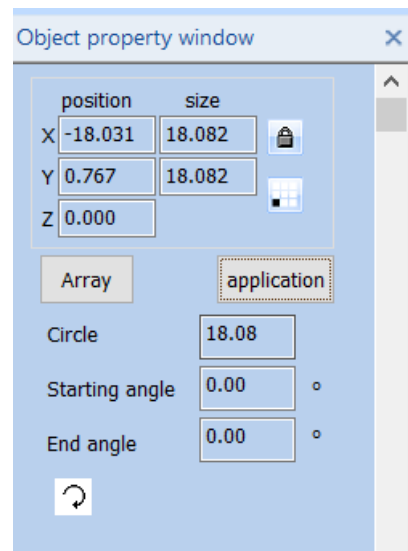 Object property window
position size
X -18.031 18.082
Y 0.767 18.082
Z 0.000
Array application
Circle 18.08
Starting angle 0.00 °
End angle 0.00 °